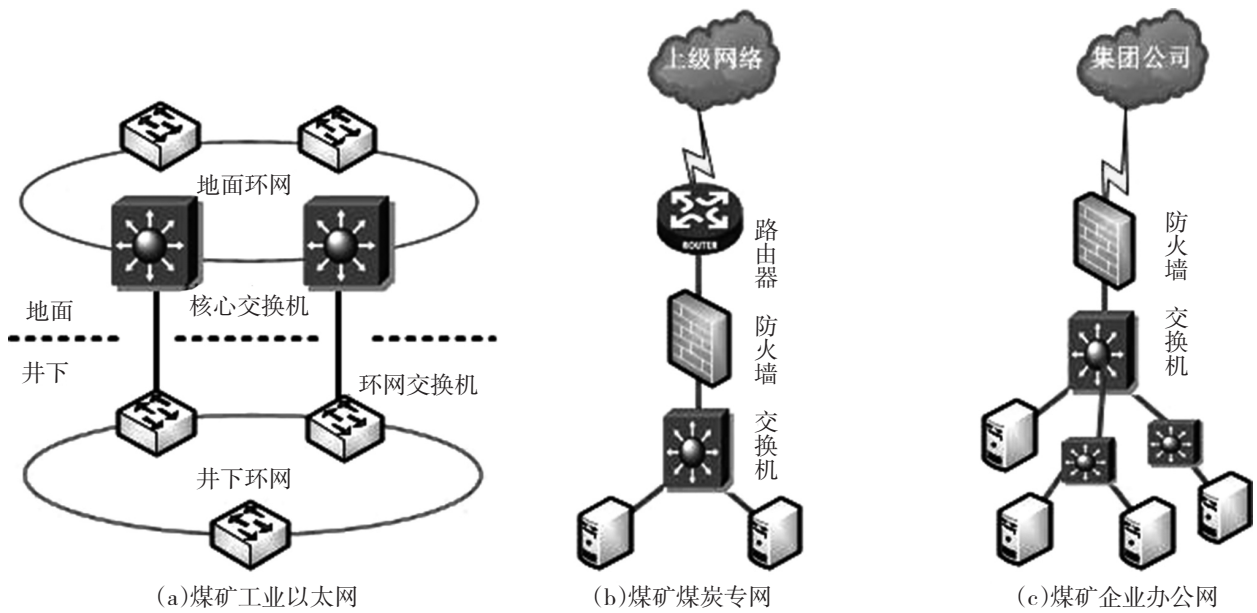 地面环网
核心交换机
地面
井下
环网交换机
井下环网
(a)煤矿工业以太网
上级网络
ROUTER
路由器
防火墙
交换机
(b)煤矿煤炭专网
集团公司
防火墙
交换机
(c)煤矿企业办公网